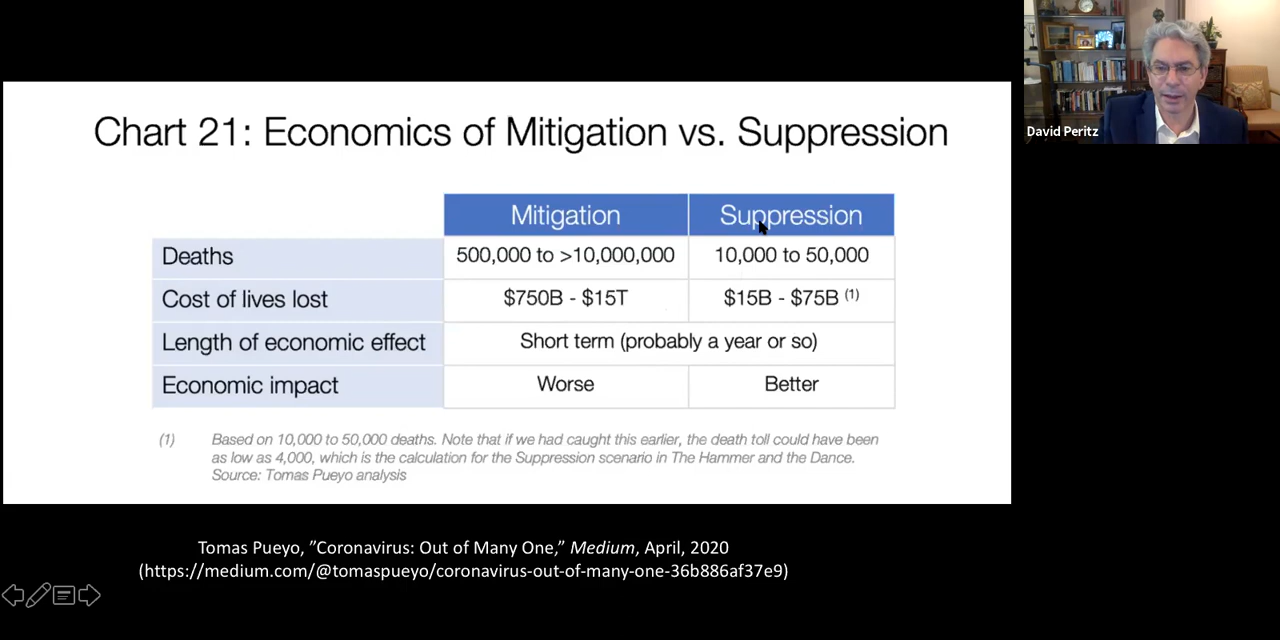 Chart 21: Economics of Mitigation vs. Suppression
Mitigation Suppression
Deaths 500,000 to >10,000,000 10,000 to 50,000
Cost of lives lost $750B - $15T $15B - $75B (1)
Length of economic effect Short term (probably a year or so)
Economic impact Worse Better
(1) Based on 10,000 to 50,000 deaths. Note that if we had caught this earlier, the death toll could have been
as low as 4,000, which is the calculation for the Suppression scenario in The Hammer and the Dance.
Source: Tomas Pueyo analysis
Tomas Pueyo, ”Coronavirus: Out of Many One,” Medium, April, 2020
(https://medium.com/@tomaspueyo/coronavirus-out-of-many-one-36b886af37e9)
David Peritz